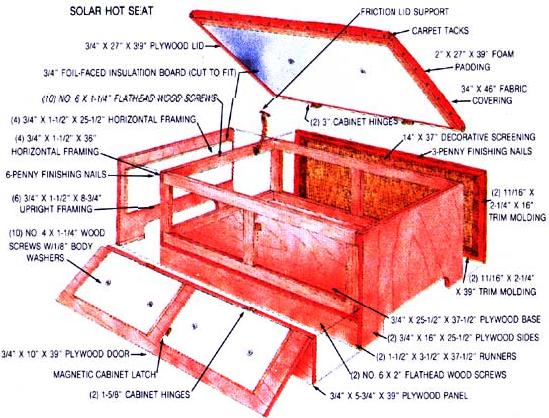 SOLAR HOT SEAT
FRICTION LID SUPPORT
CARPET TACKS
3/4" X 27" X 39" PLYWOOD LID
2" X 27" X 39" FOAM
PADDING
3/4" FOIL-FACED INSULATION BOARD (CUT TO FIT)
34" X 46" FABRIC
COVERING
(10) NO. 6 X 1-1/4" FLATHEAD WOOD SCREWS
(2) 3" CABINET HINGES
(4) 3/4" X 1-1/2" X 25-1/2" HORIZONTAL FRAMING
14" X 37" DECORATIVE SCREENING
(4) 3/4" X 1-1/2" X 36"
HORIZONTAL FRAMING
3-PENNY FINISHING NAILS
6-PENNY FINISHING NAILS
(2) 11/16" X
2-1/4" X 16"
TRIM MOLDING
(6) 3/4" X 1-1/2" X 8-3/4"
UPRIGHT FRAMING
(10) NO. 4 X 1-1/4" WOOD
SCREWS W/1/8" BODY
WASHERS
(2) 11/16" X 2-1/4"
X 39" TRIM MOLDING
3/4" X 25-1/2" X 37-1/2" PLYWOOD BASE
(2) 3/4" X 16" X 25-1/2" PLYWOOD SIDES
3/4" X 10" X 39" PLYWOOD DOOR
(2) 1-1/2" X 3-1/2" X 37-1/2" RUNNERS
MAGNETIC CABINET LATCH
(2) NO. 6 X 2" FLATHEAD WOOD SCREWS
(2) 1-5/8" CABINET HINGES
3/4" X 5-3/4" X 39" PLYWOOD PANEL